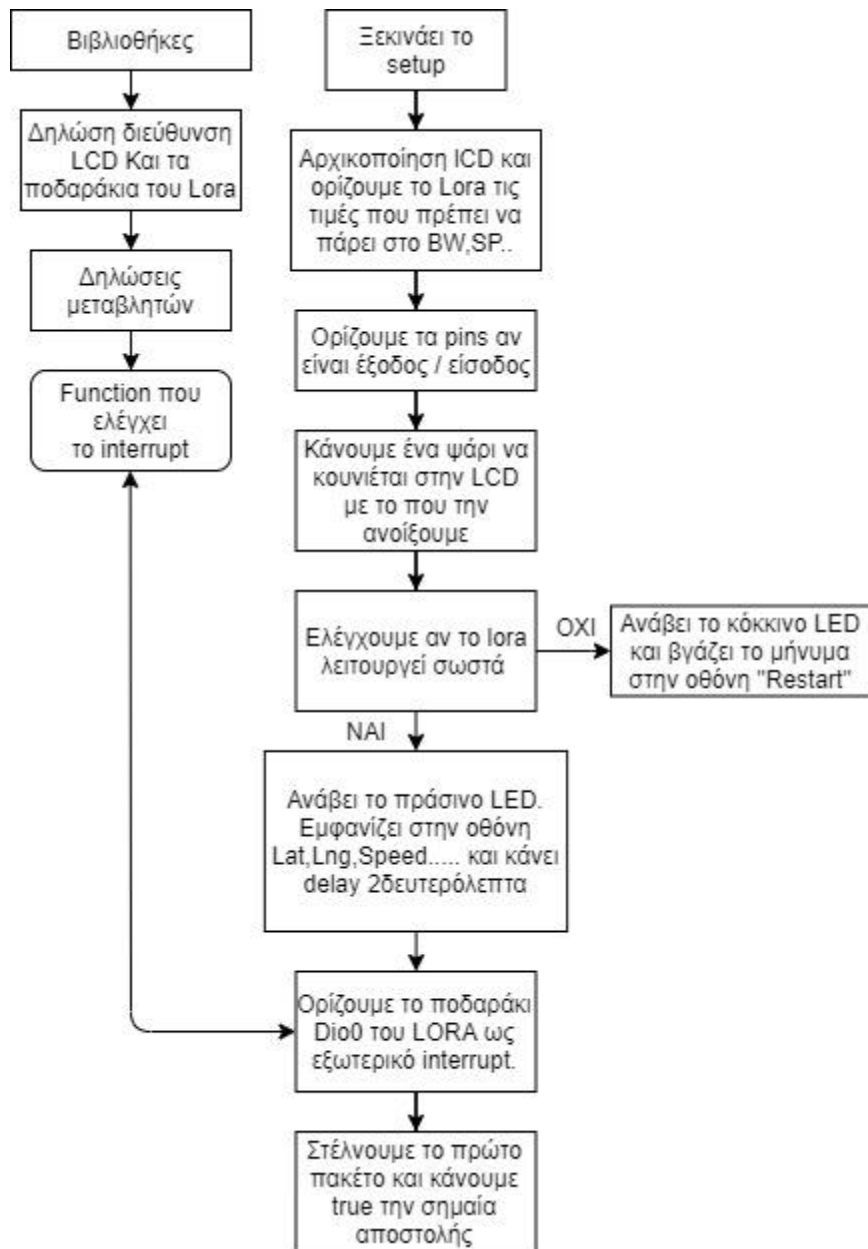 Βιβλιοθήκες
Δηλώση διεύθυνση
LCD Και τα
ποδαράκια του Lora
Δηλώσεις
μεταβλητών
Function που
ελέγχει
το interrupt
Ξεκινάει το
setup
Αρχικοποίηση ICD και
ορίζουμε το Lora τις
τιμές που πρέπει να
πάρει στο BW,SP..
Ορίζουμε τα pins αν
είναι έξοδος / είσοδος
Κάνουμε ένα ψάρι να
κουνιέται στην LCD
με το που την
ανοίξουμε
Ελέγχουμε αν το lora
λειτουργεί σωστά
ΟΧΙ
Ανάβει το κόκκινο LED
και βγάζει το μήνυμα
στην οθόνη "Restart"
ΝΑΙ
Ανάβει το πράσινο LED.
Εμφανίζει στην οθόνη
Lat,Lng,Speed..... και κάνει
delay 2δευτερόλεπτα
Ορίζουμε το ποδαράκι
Dio0 του LORA ως
εξωτερικό interrupt.
Στέλνουμε το πρώτο
πακέτο και κάνουμε
true την σημαία
αποστολής